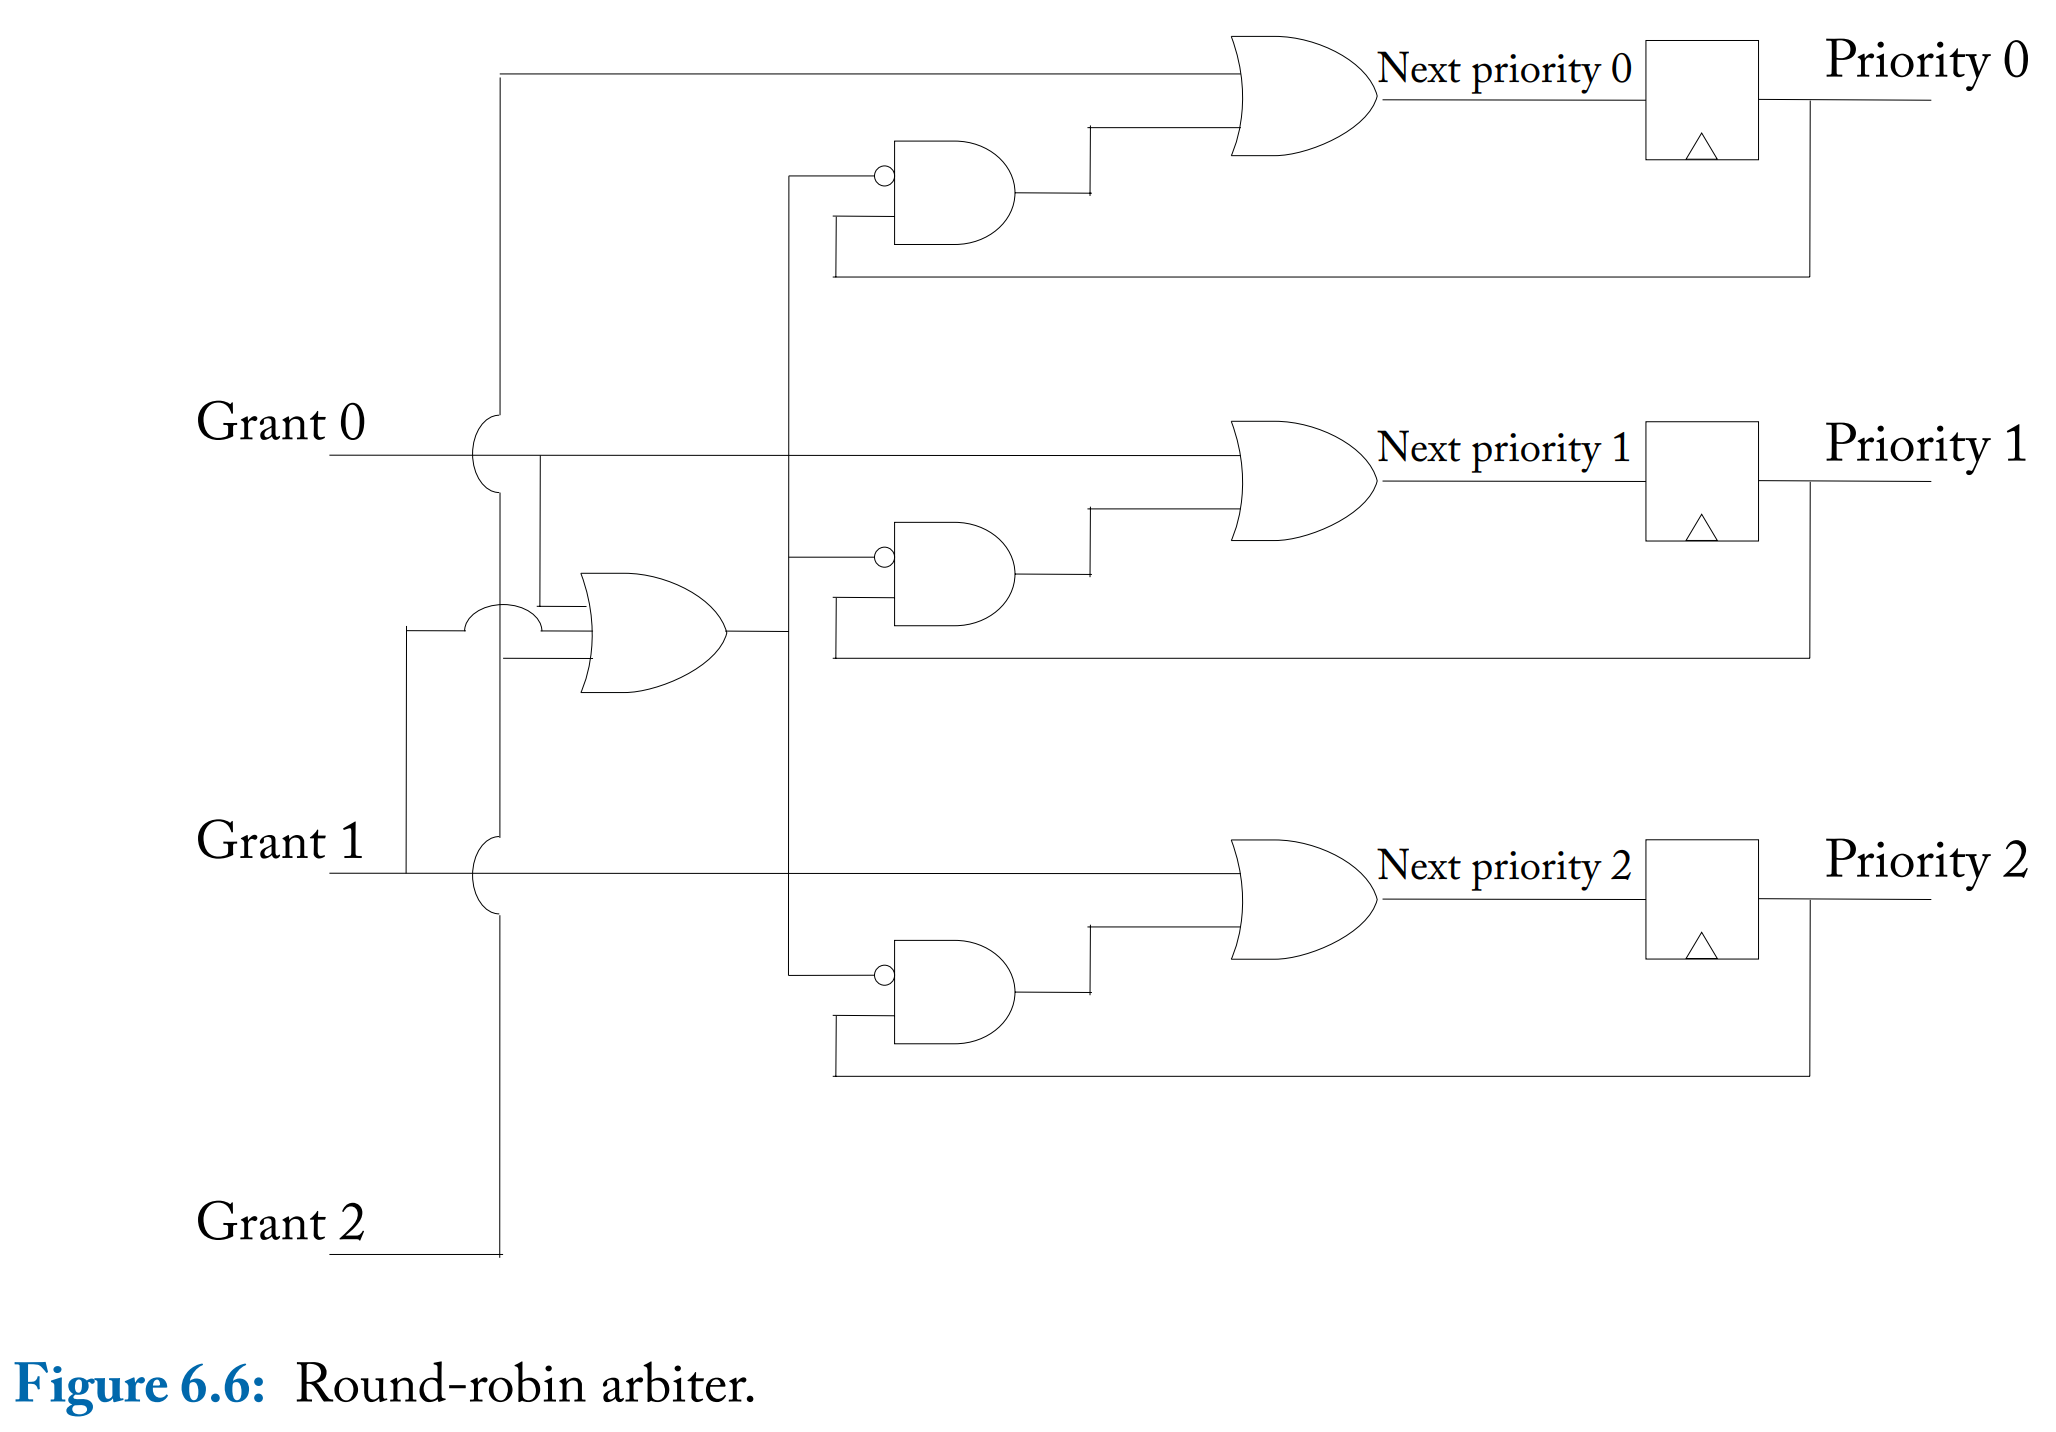 Next priority 0
Priority 0
Grant 0
Next priority 1
Priority 1
Grant 1
Next priority 2
Priority 2
Grant 2
Figure 6.6: Round-robin arbiter.